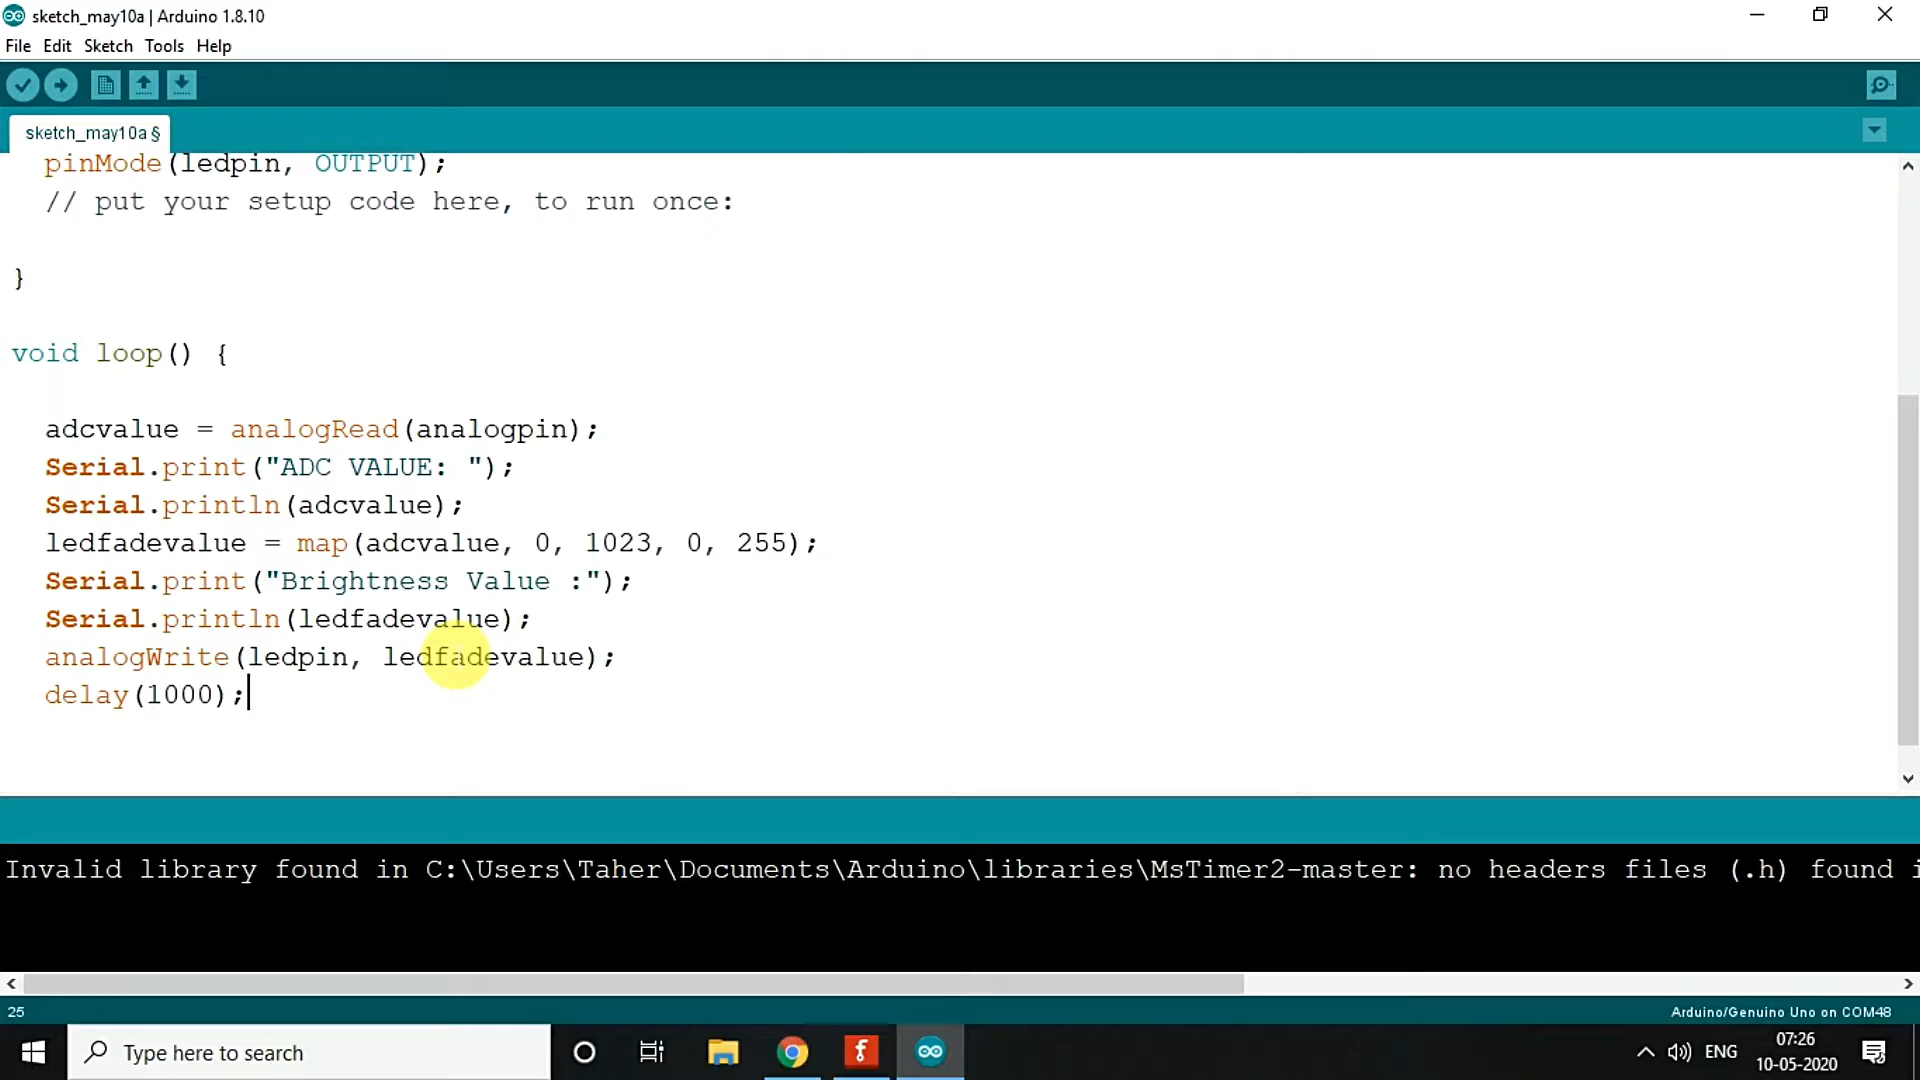 sketch_may10a | Arduino 1.8.10
File Edit Sketch Tools Help
sketch_may10a §
pinMode(ledpin, OUTPUT);
// put your setup code here, to run once:
}
void loop() {
adcvalue = analogRead(analogpin);
Serial.print("ADC VALUE: ");
Serial.println(adcvalue);
ledfadevalue = map(adcvalue, 0, 1023, 0, 255);
Serial.print("Brightness Value :");
Serial.println(ledfadevalue);
analogWrite(ledpin, ledfadevalue);
delay(1000);
Invalid library found in C:\Users\Taher\Documents\Arduino\libraries\MsTimer2-master: no headers files (.h) found i
25
Arduino/Genuino Uno on COM48
Type here to search
ENG
07:26
10-05-2020